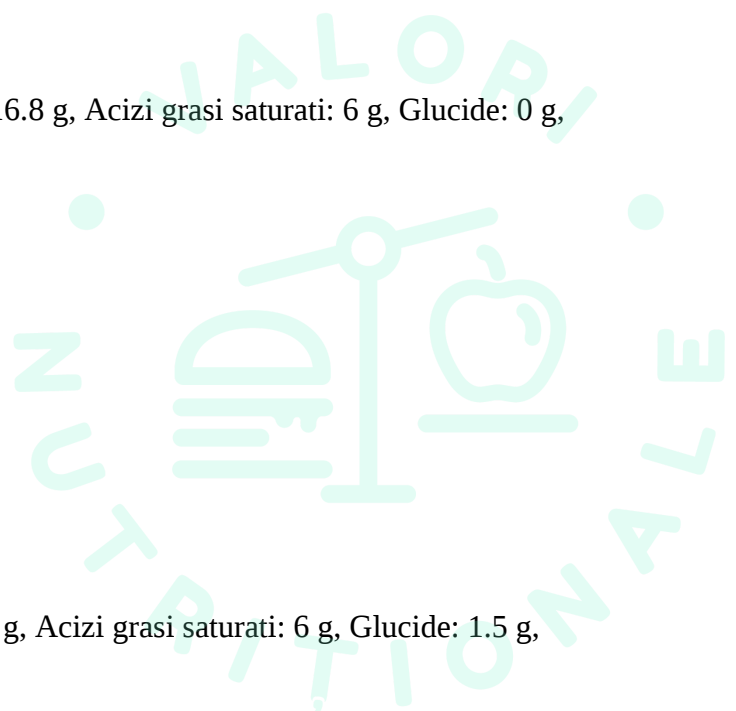 VALORI
6.8 g, Acizi grasi saturati: 6 g, Glucide: 0 g,
g, Acizi grasi saturati: 6 g, Glucide: 1.5 g,
NUTRITIONALE